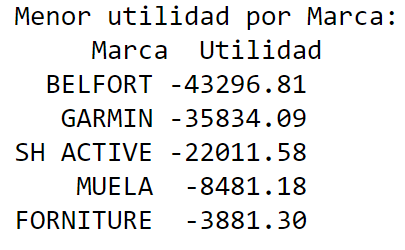 Menor utilidad por Marca:
Marca Utilidad
BELFORT -43296.81
GARMIN -35834.09
SH ACTIVE -22011.58
MUELA -8481.18
FORNITURE -3881.30